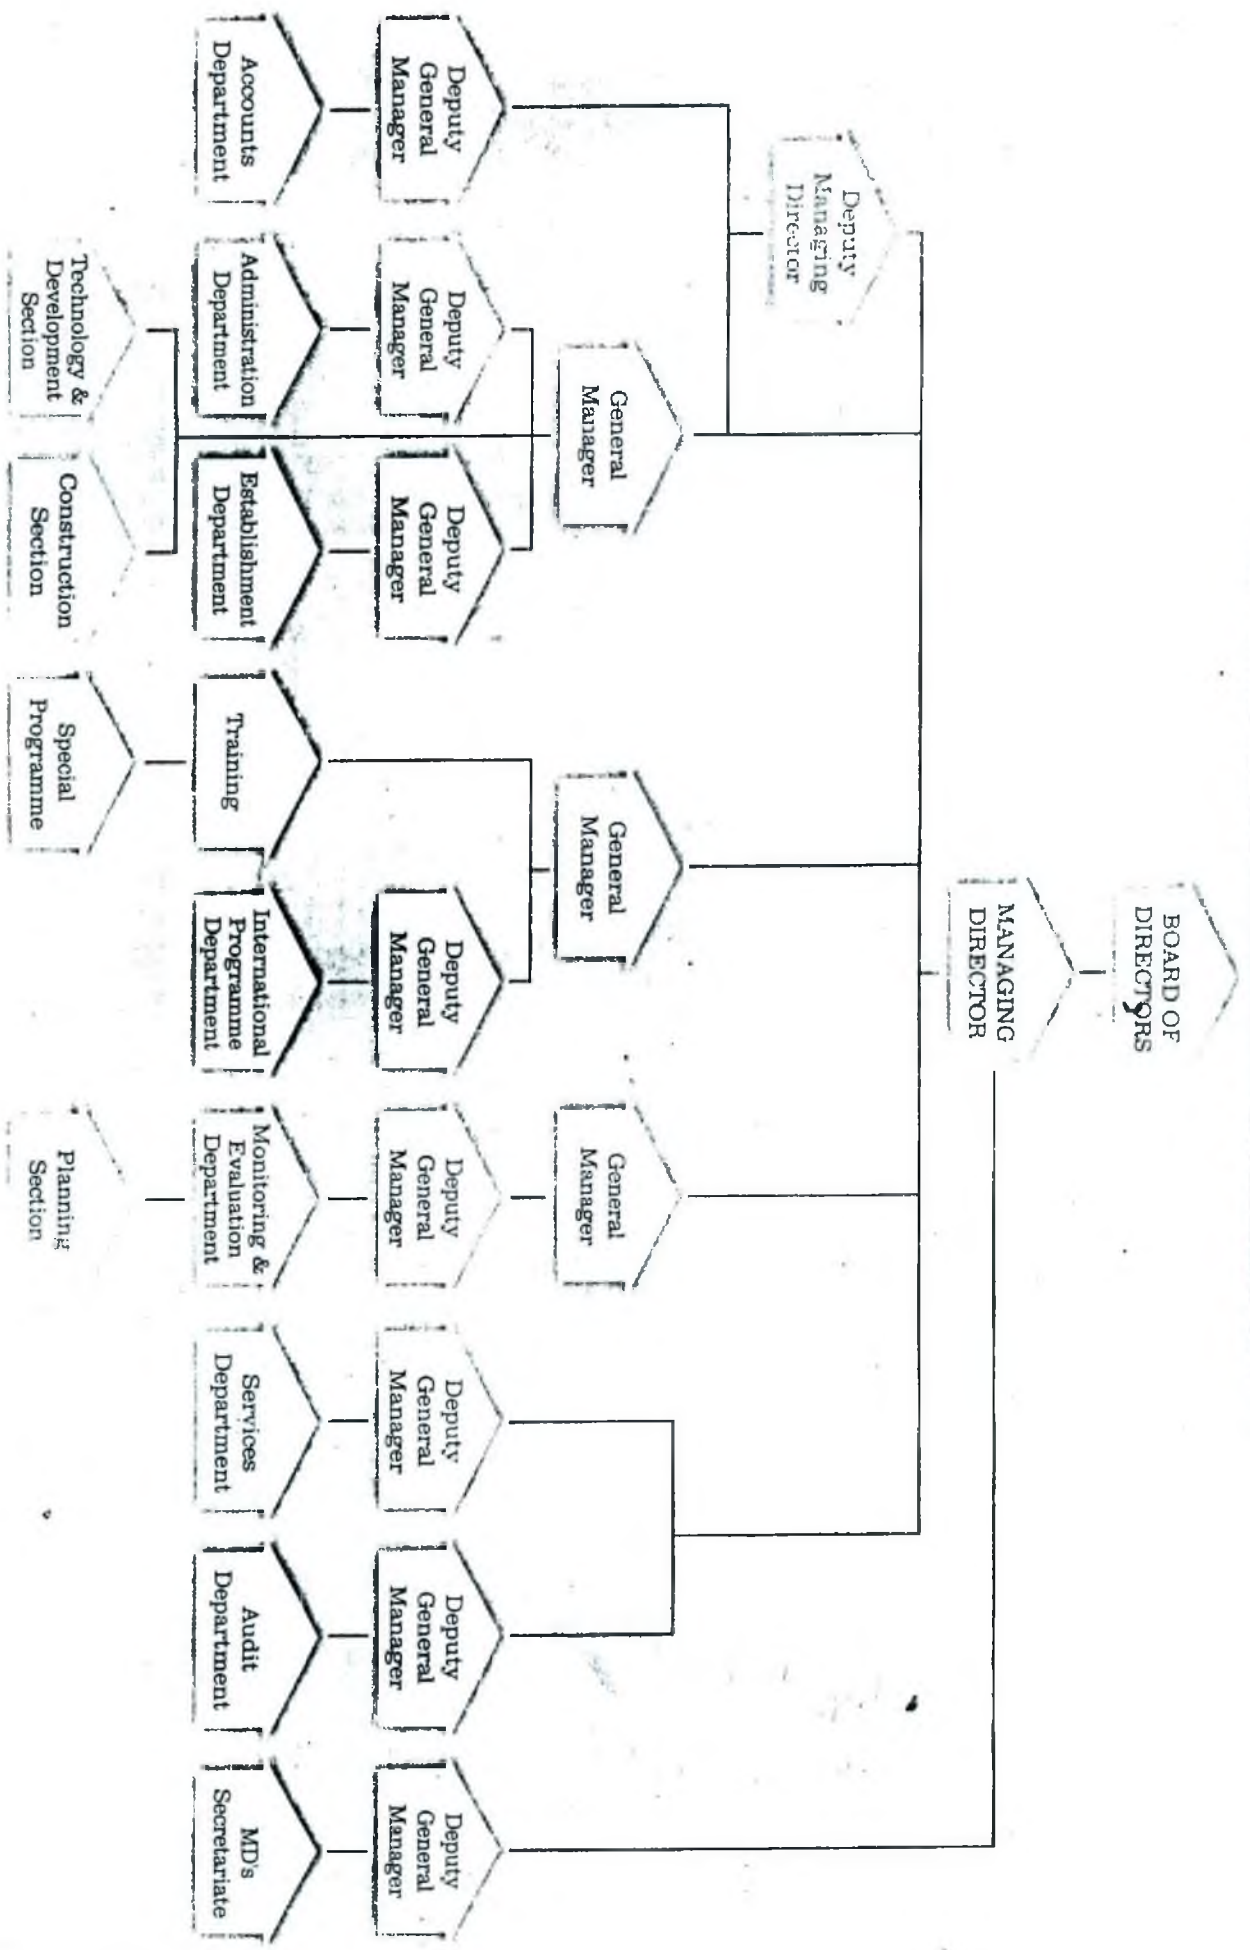 BOARD OF
DIRECTORS
MANAGING
DIRECTOR
Deputy
Managing
Director
General
Manager
General
Manager
General
Manager
Deputy
General
Manager
Deputy
General
Manager
Deputy
General
Manager
Deputy
General
Manager
Deputy
General
Manager
Deputy
General
Manager
Deputy
General
Manager
Deputy
General
Manager
Accounts
Department
Administration
Department
Establishment
Department
Training
International
Programme
Department
Monitoring &
Evaluation
Department
Services
Department
Audit
Department
MD's
Secretariate
Technology &
Development
Section
Construction
Section
Special
Programme
Planning
Section